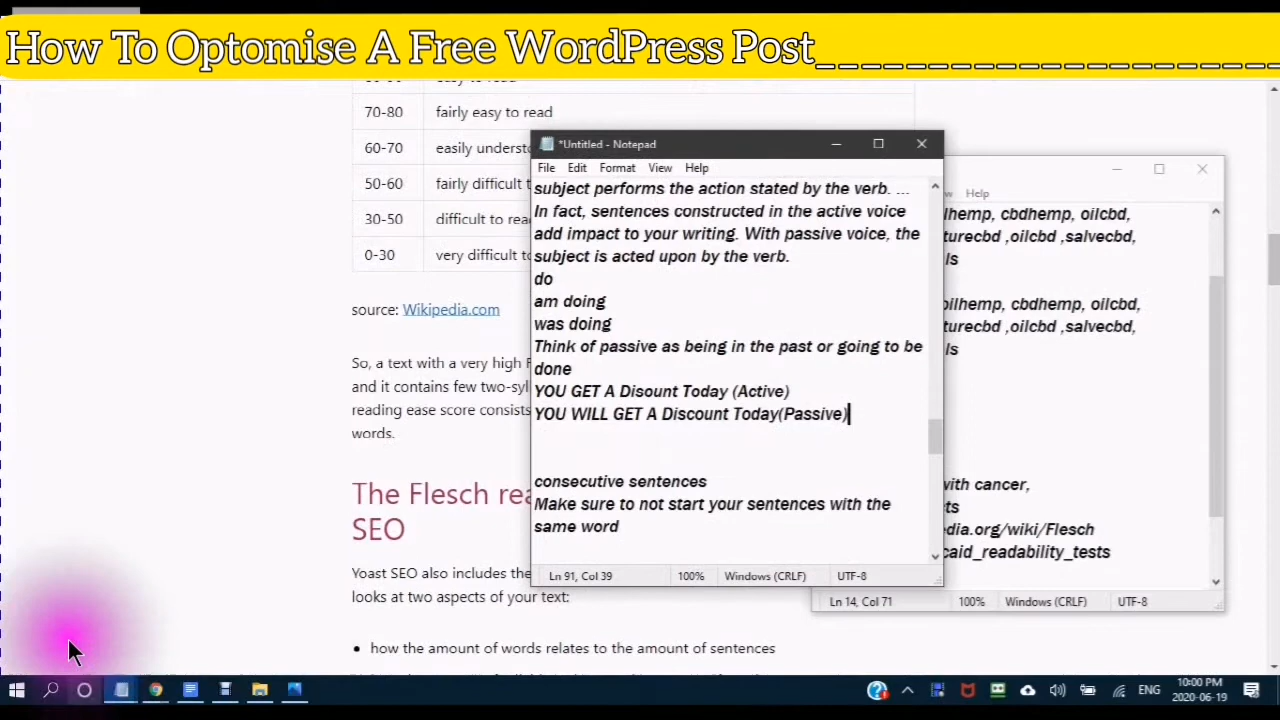 How To Optomise A Free WordPress Post_____________________
70-80 fairly easy to read
60-70 easily underst
50-60 fairly difficult t
30-50 difficult to rea
0-30 very difficult to
source: Wikipedia.com
So, a text with a very high
and it contains few two-syl
reading ease score consists
words.
The Flesch rea
SEO
Yoast SEO also includes the
looks at two aspects of your text:
• how the amount of words relates to the amount of sentences
*Untitled - Notepad
File Edit Format View Help
subject performs the action stated by the verb. ...
In fact, sentences constructed in the active voice
add impact to your writing. With passive voice, the
subject is acted upon by the verb.
do
am doing
was doing
Think of passive as being in the past or going to be
done
YOU GET A Disount Today (Active)
YOU WILL GET A Discount Today(Passive)
consecutive sentences
Make sure to not start your sentences with the
same word
Ln 91, Col 39 100% Windows (CRLF) UTF-8
w Help
lhemp, cbdhemp, oilcbd,
turecbd ,oilcbd ,salvecbd,
ls
oilhemp, cbdhemp, oilcbd,
turecbd ,oilcbd ,salvecbd,
ls
with cancer,
ts
edia.org/wiki/Flesch
caid_readability_tests
Ln 14, Col 71 100% Windows (CRLF) UTF-8
ENG
10:00 PM
2020-06-19